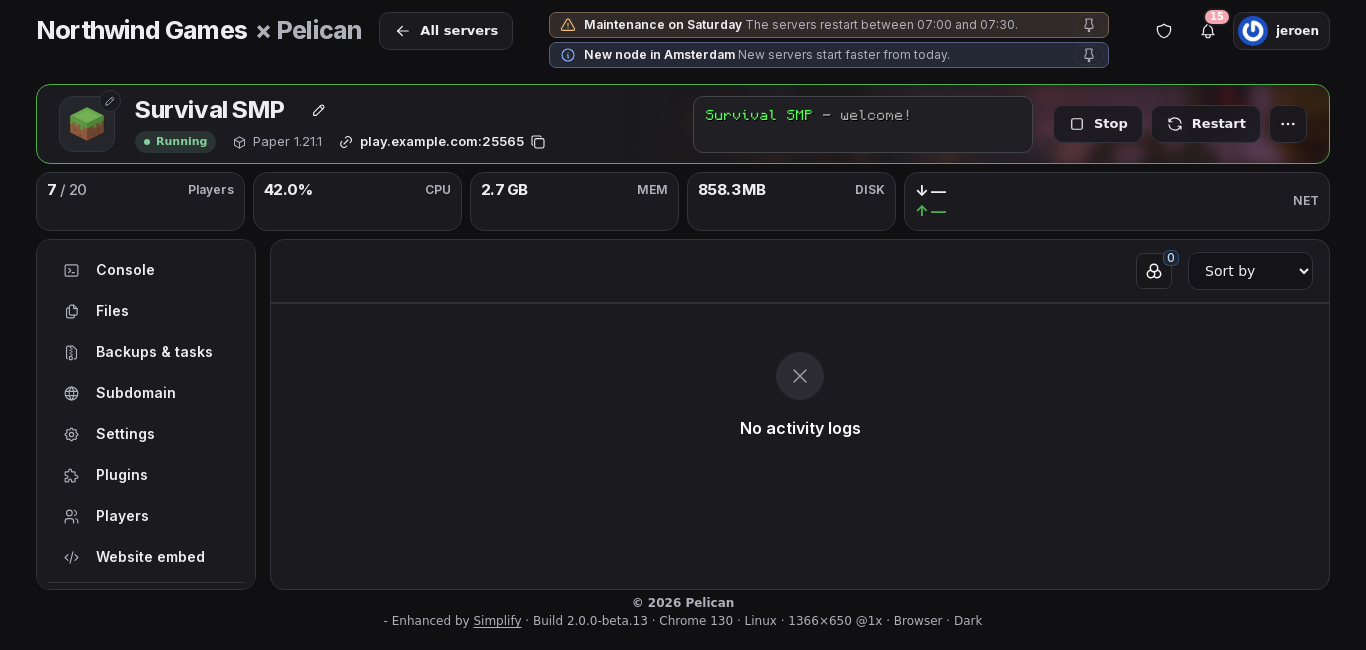 Northwind Games × Pelican
All servers
Maintenance on Saturday The servers restart between 07:00 and 07:30.
New node in Amsterdam New servers start faster from today.
15
jeroen
Survival SMP
Running
Paper 1.21.1
play.example.com:25565
Survival SMP - welcome!
Stop
Restart
7 / 20
Players
42.0%
CPU
2.7 GB
MEM
858.3 MB
DISK
↓ —
↑ —
NET
Console
Files
Backups & tasks
Subdomain
Settings
Plugins
Players
Website embed
0
Sort by
No activity logs
© 2026 Pelican
- Enhanced by Simplify · Build 2.0.0-beta.13 · Chrome 130 · Linux · 1366×650 @1x · Browser · Dark